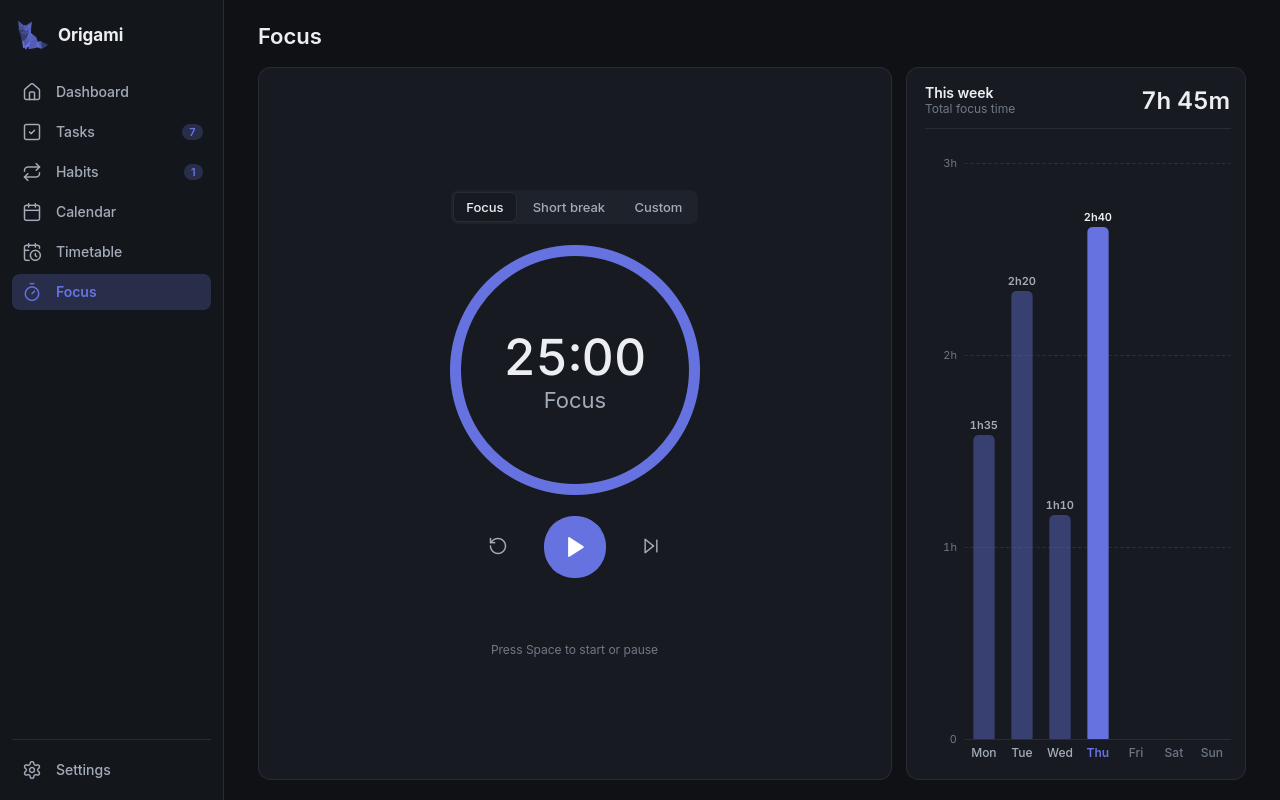 Origami
Dashboard
Tasks 7
Habits 1
Calendar
Timetable
Focus
Settings
Focus
Focus Short break Custom
25:00
Focus
Press Space to start or pause
This week
Total focus time
7h 45m
3h
2h
1h
0
1h35
2h20
1h10
2h40
Mon Tue Wed Thu Fri Sat Sun